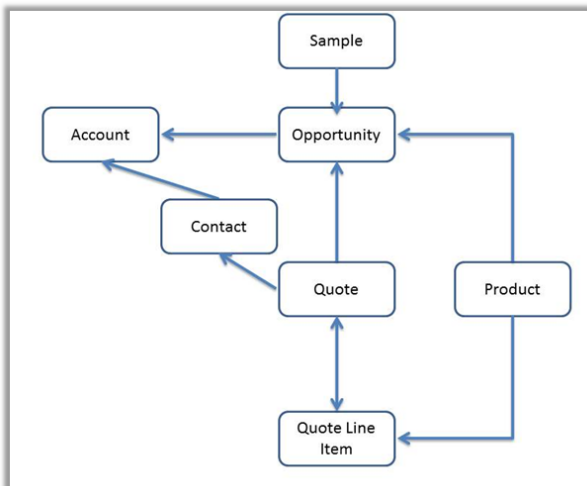 Sample
Account
Opportunity
Contact
Quote
Product
Quote Line
Item